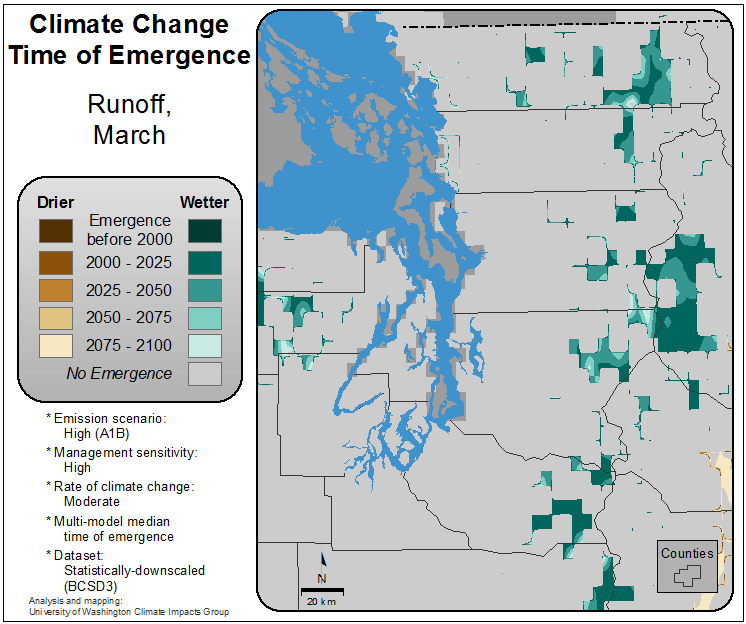 Climate Change
Time of Emergence
Runoff,
March
Drier Wetter
Emergence
before 2000
2000 - 2025
2025 - 2050
2050 - 2075
2075 - 2100
No Emergence
* Emission scenario:
High (A1B)
* Management sensitivity:
High
* Rate of climate change:
Moderate
* Multi-model median
time of emergence
* Dataset:
Statistically-downscaled
(BCSD3)
Analysis and mapping:
University of Washington Climate Impacts Group
N
20 km
Counties